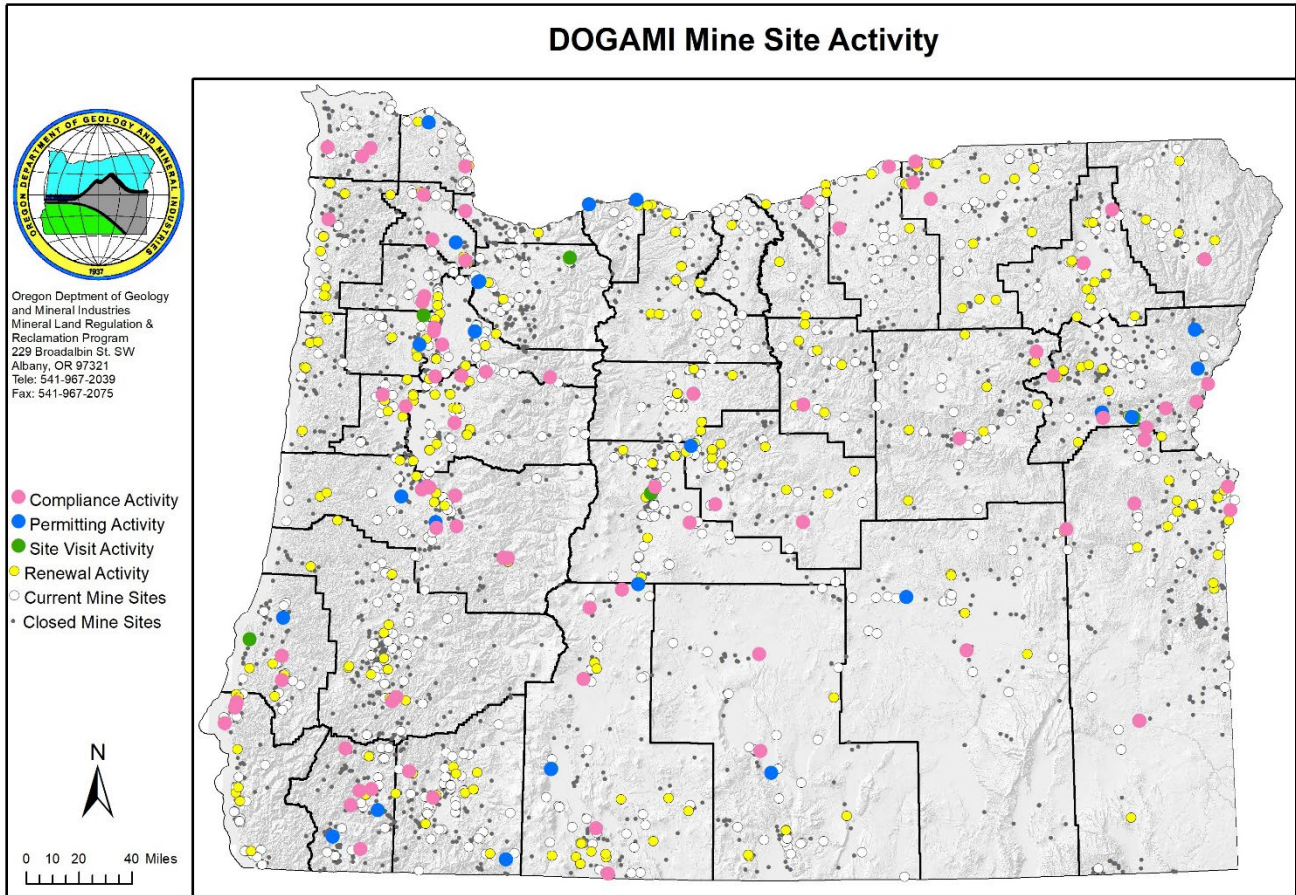 DOGAMI Mine Site Activity
OREGON DEPARTMENT OF GEOLOGY AND MINERAL INDUSTRIES
1937
Oregon Deptment of Geology
and Mineral Industries
Mineral Land Regulation &
Reclamation Program
229 Broadalbin St. SW
Albany, OR 97321
Tele: 541-967-2039
Fax: 541-967-2075
Compliance Activity
Permitting Activity
Site Visit Activity
Renewal Activity
Current Mine Sites
Closed Mine Sites
N
0 10 20 40 Miles